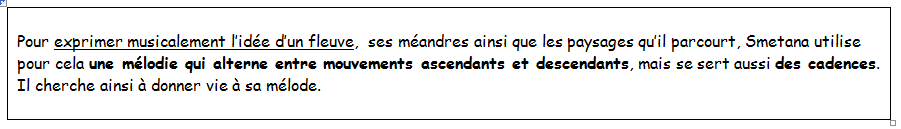 Pour exprimer musicalement l'idée d'un fleuve, ses méandres ainsi que les paysages qu'il parcourt, Smetana utilise
pour cela une mélodie qui alterne entre mouvements ascendants et descendants, mais se sert aussi des cadences.
Il cherche ainsi à donner vie à sa mélode.